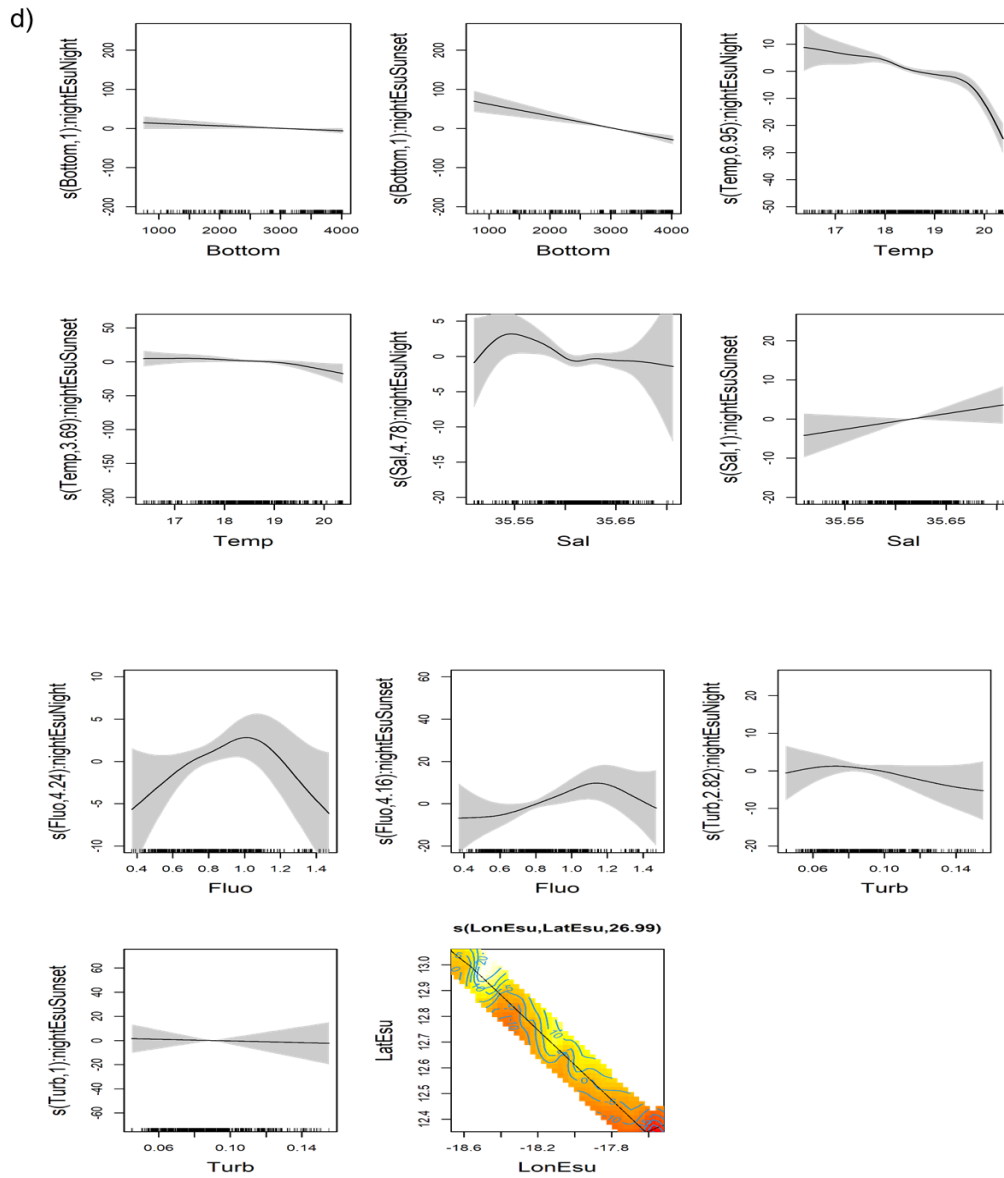 d)
s(Bottom,1):nightEsuNight
200
100
0
-100
-200
1000 2000 3000 4000
Bottom
s(Bottom,1):nightEsuSunset
200
100
0
-100
-200
1000 2000 3000 4000
Bottom
s(Temp,6.95):nightEsuNight
10
0
-10
-20
-30
-50
17 18 19 20
Temp
s(Temp,3.69):nightEsuSunset
50
0
-50
-100
-200
17 18 19 20
Temp
s(Sal,4.78):nightEsuNight
5
0
-5
-10
-15
-20
35.55 35.65
Sal
s(Sal,1):nightEsuSunset
20
10
0
-10
-20
35.55 35.65
Sal
s(Fluo,4.24):nightEsuNight
10
5
0
-5
-10
0.4 0.6 0.8 1.0 1.2 1.4
Fluo
s(Fluo,4.16):nightEsuSunset
60
40
20
0
-20
0.4 0.6 0.8 1.0 1.2 1.4
Fluo
s(Turb,2.82):nightEsuNight
20
10
0
-10
-20
0.06 0.10 0.14
Turb
s(Turb,1):nightEsuSunset
60
40
20
0
-20
-60
0.06 0.10 0.14
Turb
s(LonEsu,LatEsu,26.99)
LatEsu
13.0
12.9
12.8
12.7
12.6
12.5
12.4
-18.6 -18.2 -17.8
LonEsu